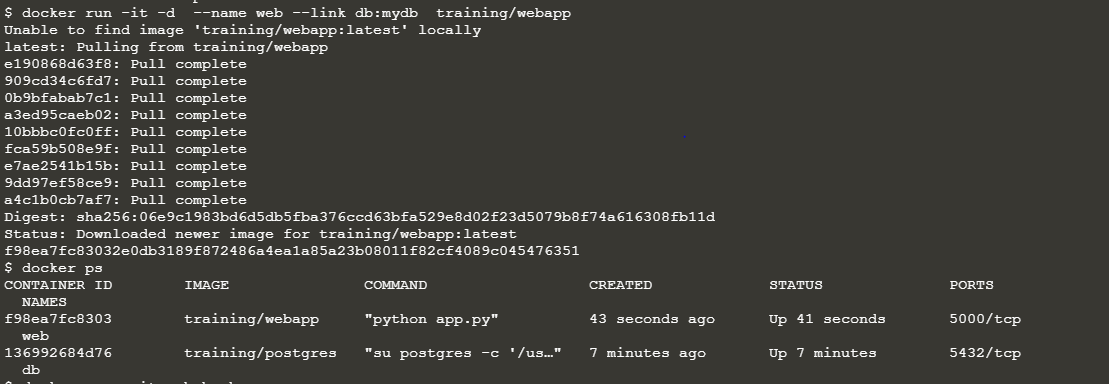 $ docker run -it -d  --name web --link db:mydb  training/webapp
Unable to find image 'training/webapp:latest' locally
latest: Pulling from training/webapp
e190868d63f8: Pull complete
909cd34c6fd7: Pull complete
0b9bfabab7c1: Pull complete
a3ed95caeb02: Pull complete
10bbbc0fc0ff: Pull complete
fca59b508e9f: Pull complete
e7ae2541b15b: Pull complete
9dd97ef58ce9: Pull complete
a4c1b0cb7af7: Pull complete
Digest: sha256:06e9c1983bd6d5db5fba376ccd63bfa529e8d02f23d5079b8f74a616308fb11d
Status: Downloaded newer image for training/webapp:latest
f98ea7fc83032e0db3189f872486a4ea1a85a23b08011f82cf4089c045476351
$ docker ps
CONTAINER ID        IMAGE               COMMAND                  CREATED             STATUS              PORTS
  NAMES
f98ea7fc8303        training/webapp     "python app.py"          43 seconds ago      Up 41 seconds       5000/tcp
  web
136992684d76        training/postgres   "su postgres -c '/us…"   7 minutes ago       Up 7 minutes        5432/tcp
  db